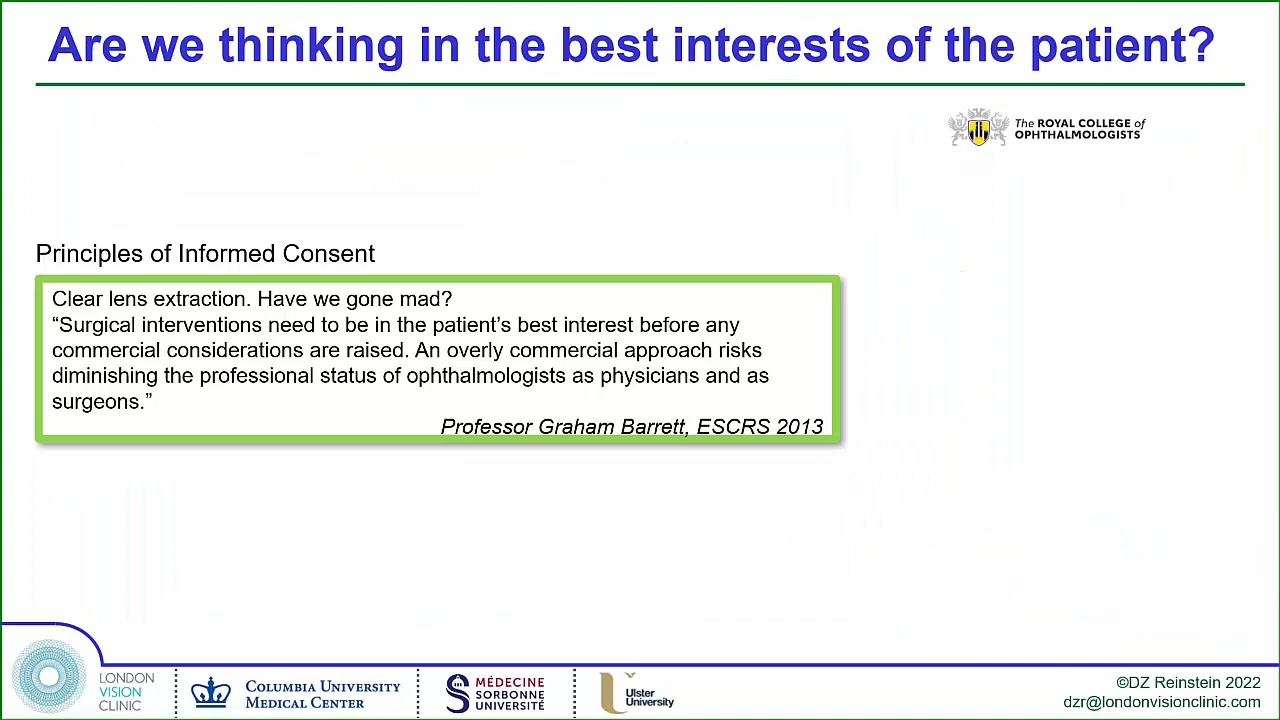 Are we thinking in the best interests of the patient?
The ROYAL COLLEGE of
OPHTHALMOLOGISTS
Principles of Informed Consent
Clear lens extraction. Have we gone mad?
“Surgical interventions need to be in the patient’s best interest before any
commercial considerations are raised. An overly commercial approach risks
diminishing the professional status of ophthalmologists as physicians and as
surgeons.”
Professor Graham Barrett, ESCRS 2013
LONDON
VISION
CLINIC
COLUMBIA UNIVERSITY
MEDICAL CENTER
MÉDECINE
SORBONNE
UNIVERSITÉ
Ulster
University
©DZ Reinstein 2022
dzr@londonvisionclinic.com